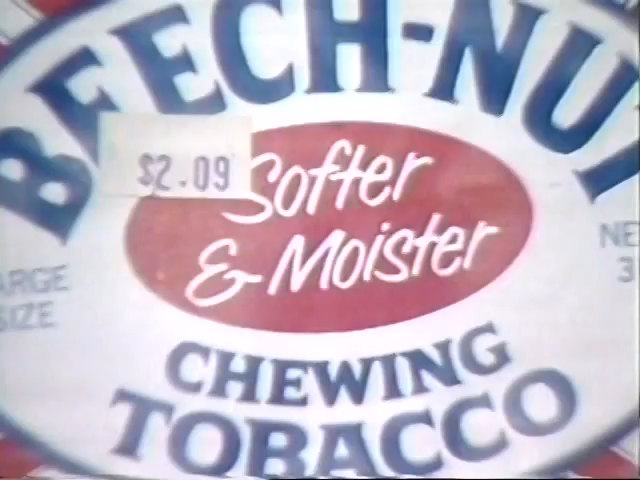 BEECH-NUT
$2.09
Softer
& Moister
ARGE
SIZE
NE
3
CHEWING
TOBACCO